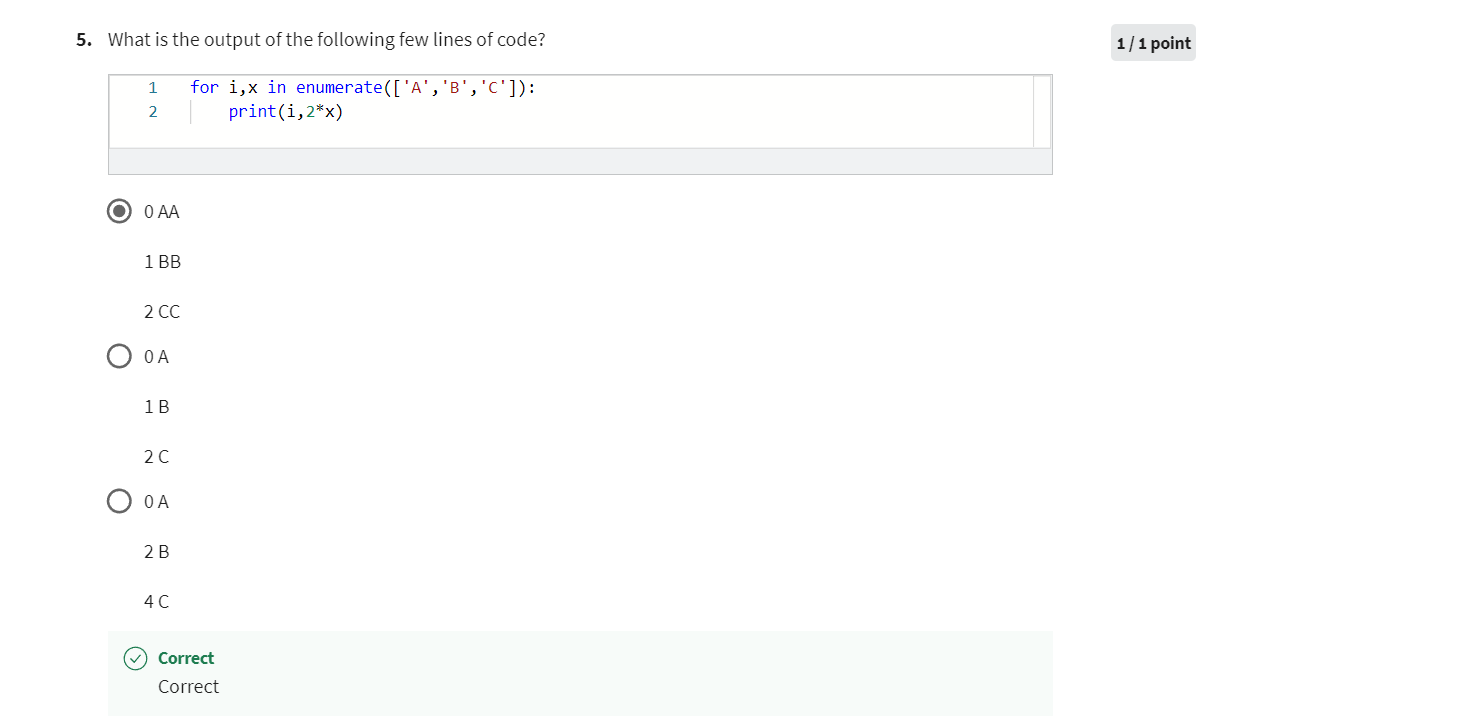 5. What is the output of the following few lines of code?
1 / 1 point
1 for i,x in enumerate(['A','B','C']):
2 print(i,2*x)
0 AA
1 BB
2 CC
0 A
1 B
2 C
0 A
2 B
4 C
Correct
Correct